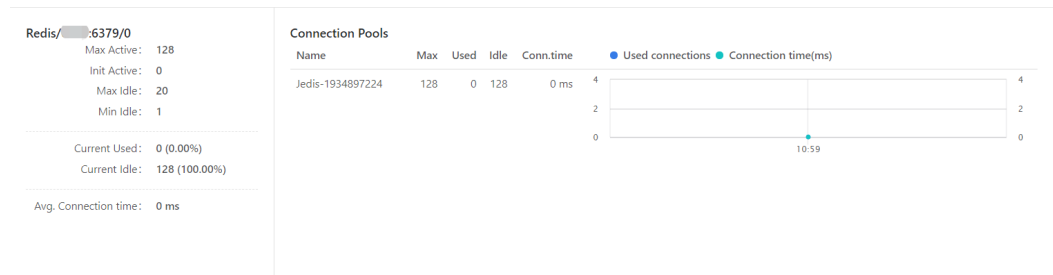 Redis/ :6379/0
Max Active: 128
Init Active: 0
Max Idle: 20
Min Idle: 1
Current Used: 0 (0.00%)
Current Idle: 128 (100.00%)
Avg. Connection time: 0 ms
Connection Pools
Name Max Used Idle Conn.time
Jedis-1934897224 128 0 128 0 ms
Used connections Connection time(ms)
4 4
2 2
0 0
10:59